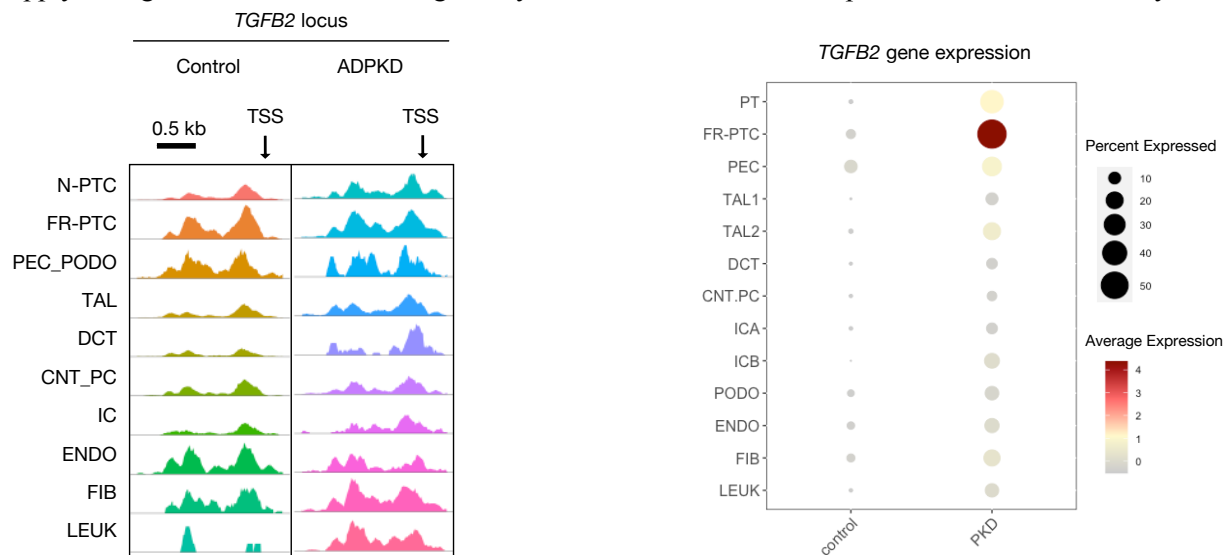 TGFB2 locus
Control ADPKD
TSS TSS
0.5 kb
N-PTC
FR-PTC
PEC_PODO
TAL
DCT
CNT_PC
IC
ENDO
FIB
LEUK
TGFB2 gene expression
PT
FR-PTC
PEC
TAL1
TAL2
DCT
CNT.PC
ICA
ICB
PODO
ENDO
FIB
LEUK
control PKD
Percent Expressed
10
20
30
40
50
Average Expression
4
3
2
1
0